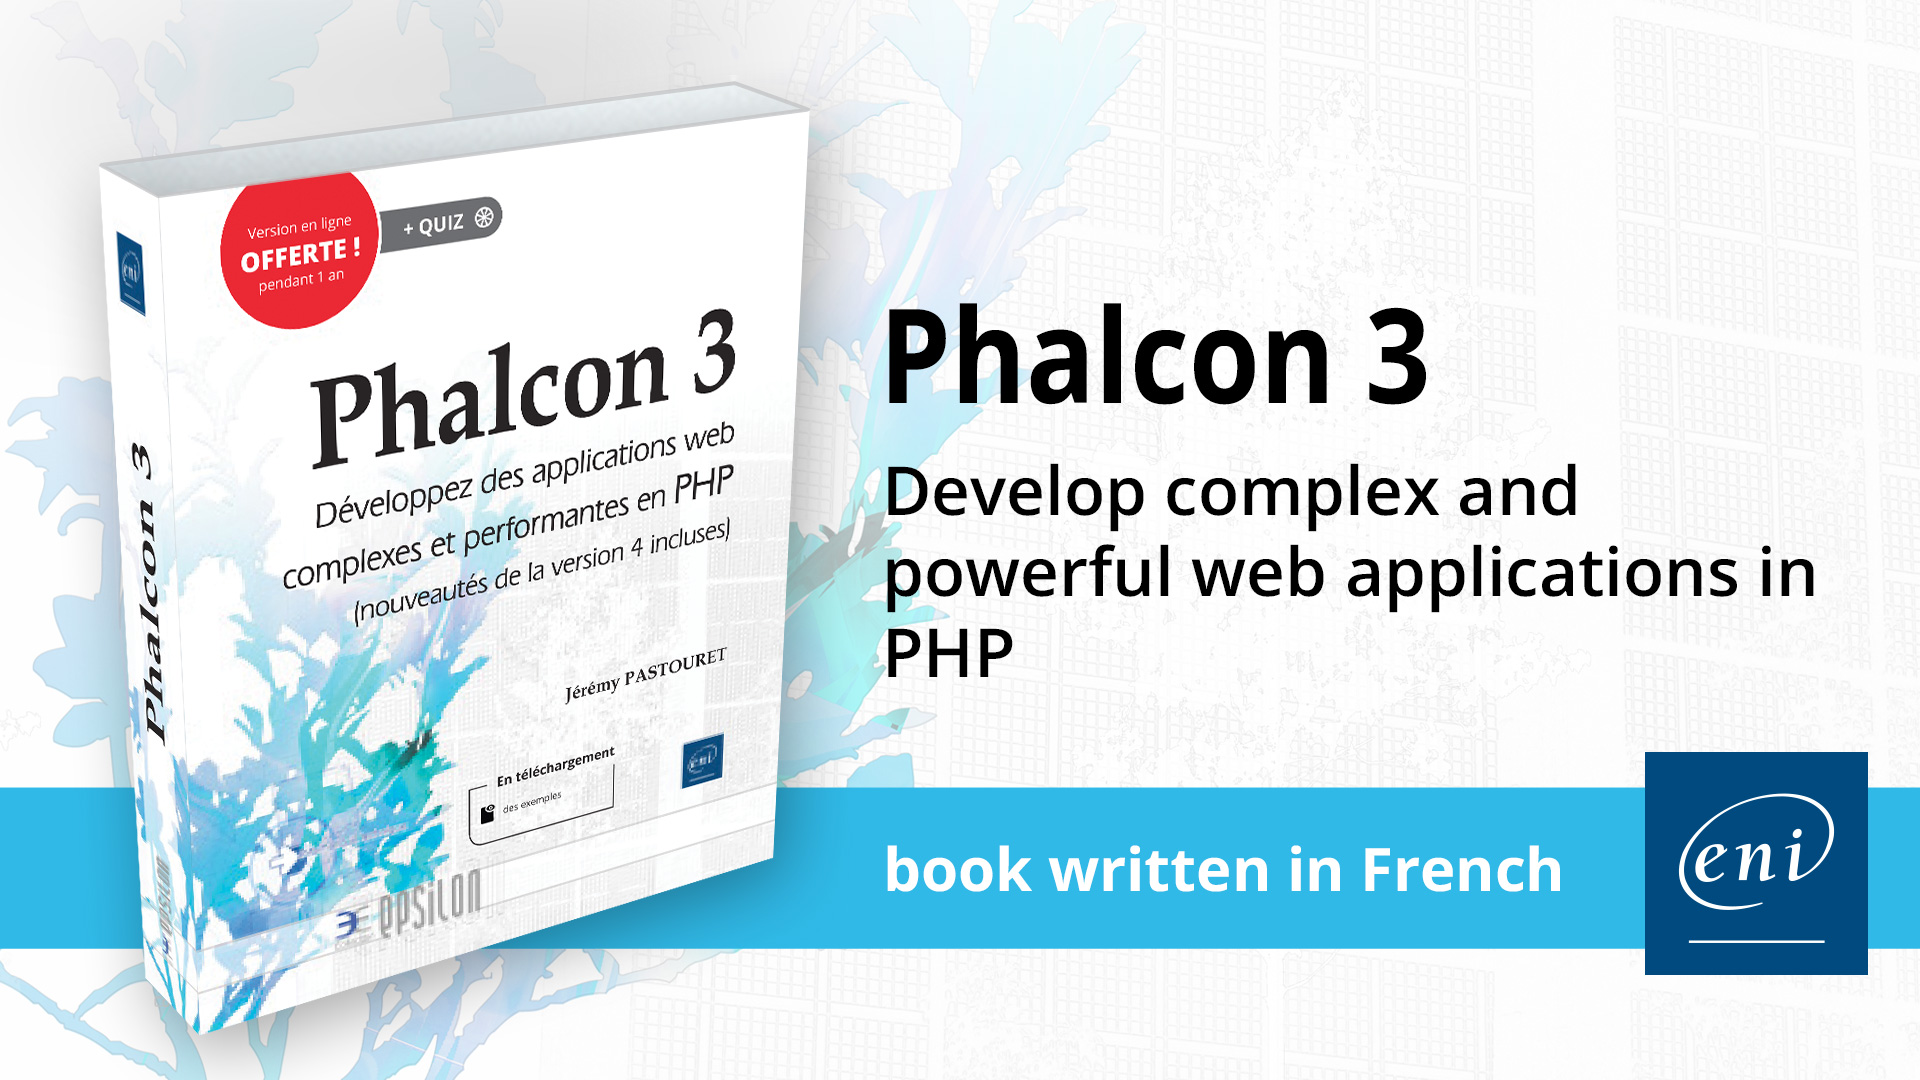 Version en ligne
OFFERTE !
pendant 1 an
+ QUIZ
eni
Phalcon 3
Phalcon 3
Développez des applications web
complexes et performantes en PHP
(nouveautés de la version 4 incluses)
Jérémy PASTOURET
En téléchargement
des exemples
eni
epsilon
Phalcon 3
Develop complex and
powerful web applications in
PHP
book written in French
eni